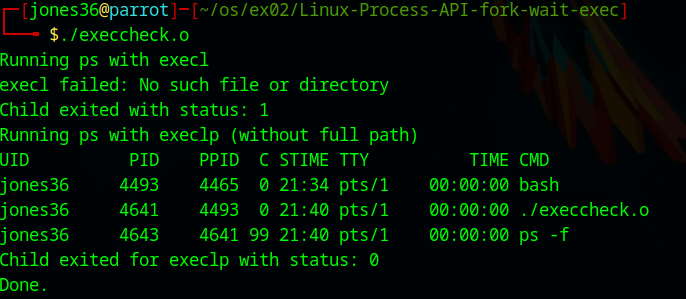 ┌─[jones36@parrot]─[~/os/ex02/Linux-Process-API-fork-wait-exec]
└──╼ $./execcheck.o
Running ps with execl
execl failed: No such file or directory
Child exited with status: 1
Running ps with execlp (without full path)
UID          PID    PPID  C STIME TTY          TIME CMD
jones36     4493    4465  0 21:34 pts/1    00:00:00 bash
jones36     4641    4493  0 21:40 pts/1    00:00:00 ./execcheck.o
jones36     4643    4641 99 21:40 pts/1    00:00:00 ps -f
Child exited for execlp with status: 0
Done.